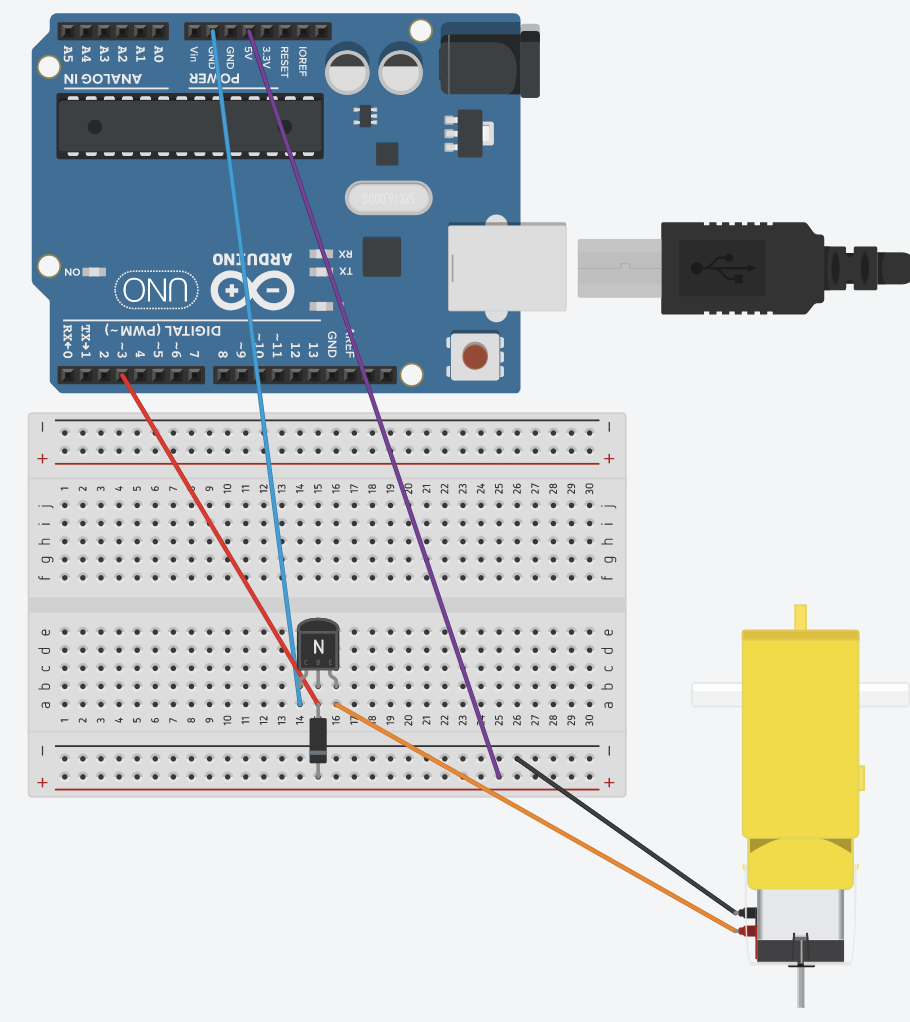 A5 A4 A3 A2 A1 A0 Vin GND GND 5V 3.3V RESET IOREF
ANALOG IN POWER
RX
TX
ON
UNO
ARDUINO
DIGITAL (PWM~)
RX←0 TX→1 2 ~3 4 ~5 ~6 7 8 ~9 ~10 ~11 12 13 GND AREF
− −
+ +
1 2 3 4 5 6 7 8 9 10 11 12 13 14 15 16 17 18 19 20 21 22 23 24 25 26 27 28 29 30
j j
i i
h h
g g
f f
e e
d N d
c C B E c
b b
a a
1 2 3 4 5 6 7 8 9 10 11 12 13 14 15 16 17 18 19 20 21 22 23 24 25 26 27 28 29 30
− −
+ +